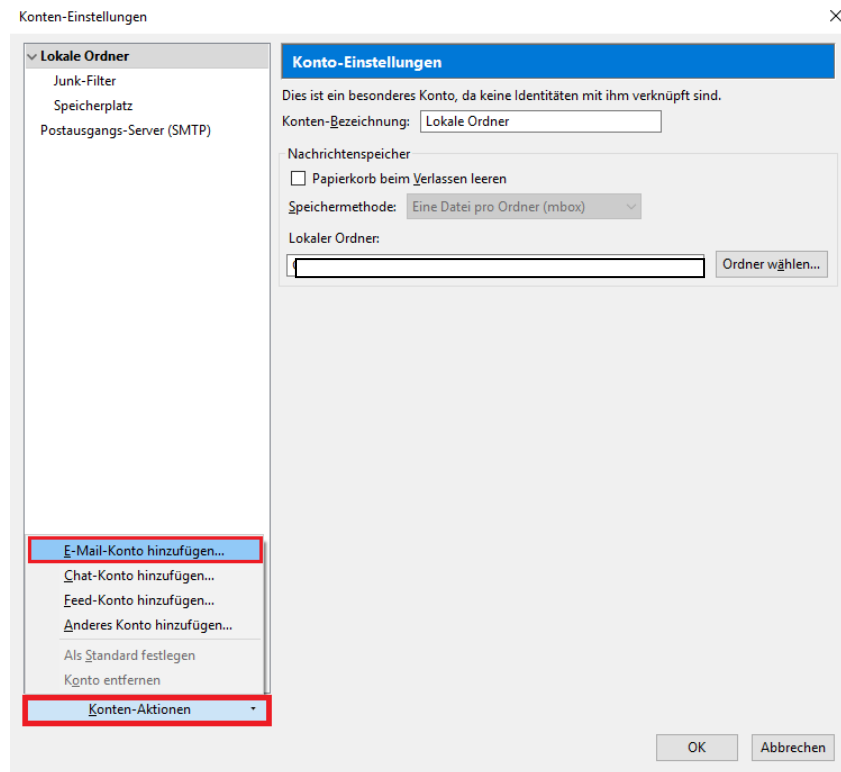 Konten-Einstellungen
Lokale Ordner
Junk-Filter
Speicherplatz
Postausgangs-Server (SMTP)
Konto-Einstellungen
Dies ist ein besonderes Konto, da keine Identitäten mit ihm verknüpft sind.
Konten-Bezeichnung: Lokale Ordner
Nachrichtenspeicher
Papierkorb beim Verlassen leeren
Speichermethode: Eine Datei pro Ordner (mbox)
Lokaler Ordner:
Ordner wählen...
E-Mail-Konto hinzufügen...
Chat-Konto hinzufügen...
Feed-Konto hinzufügen...
Anderes Konto hinzufügen...
Als Standard festlegen
Konto entfernen
Konten-Aktionen
OK Abbrechen